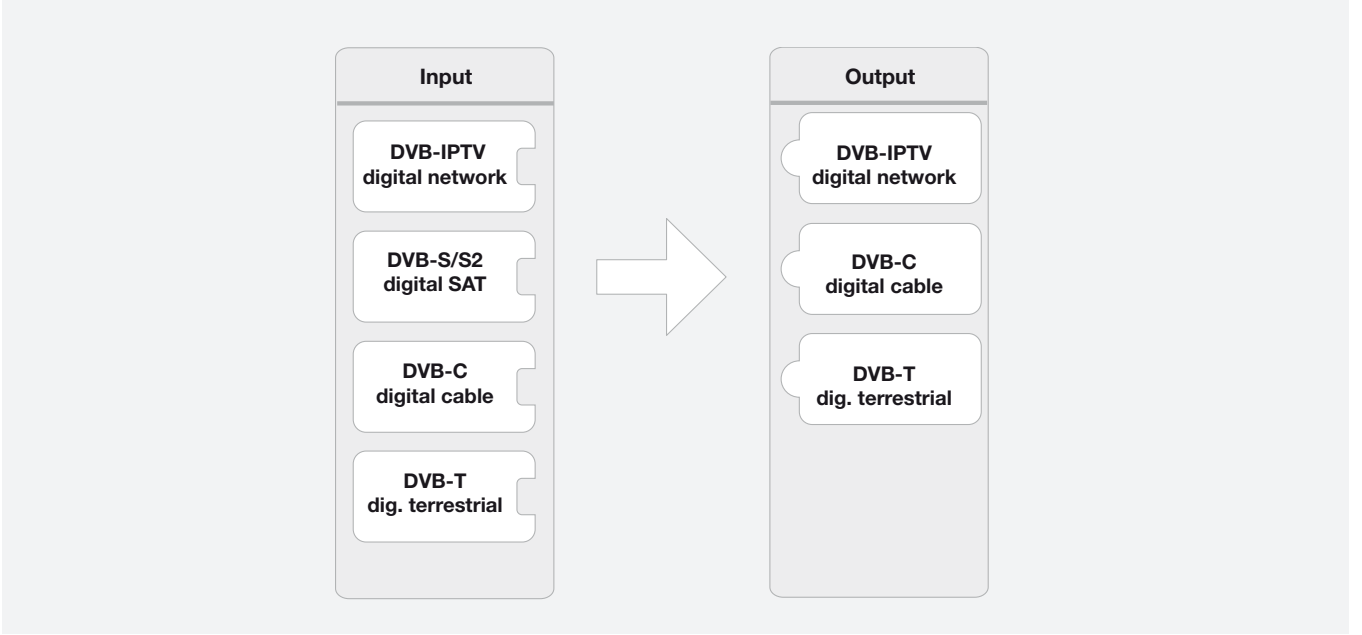 Input
DVB-IPTV
digital network
DVB-S/S2
digital SAT
DVB-C
digital cable
DVB-T
dig. terrestrial
Output
DVB-IPTV
digital network
DVB-C
digital cable
DVB-T
dig. terrestrial